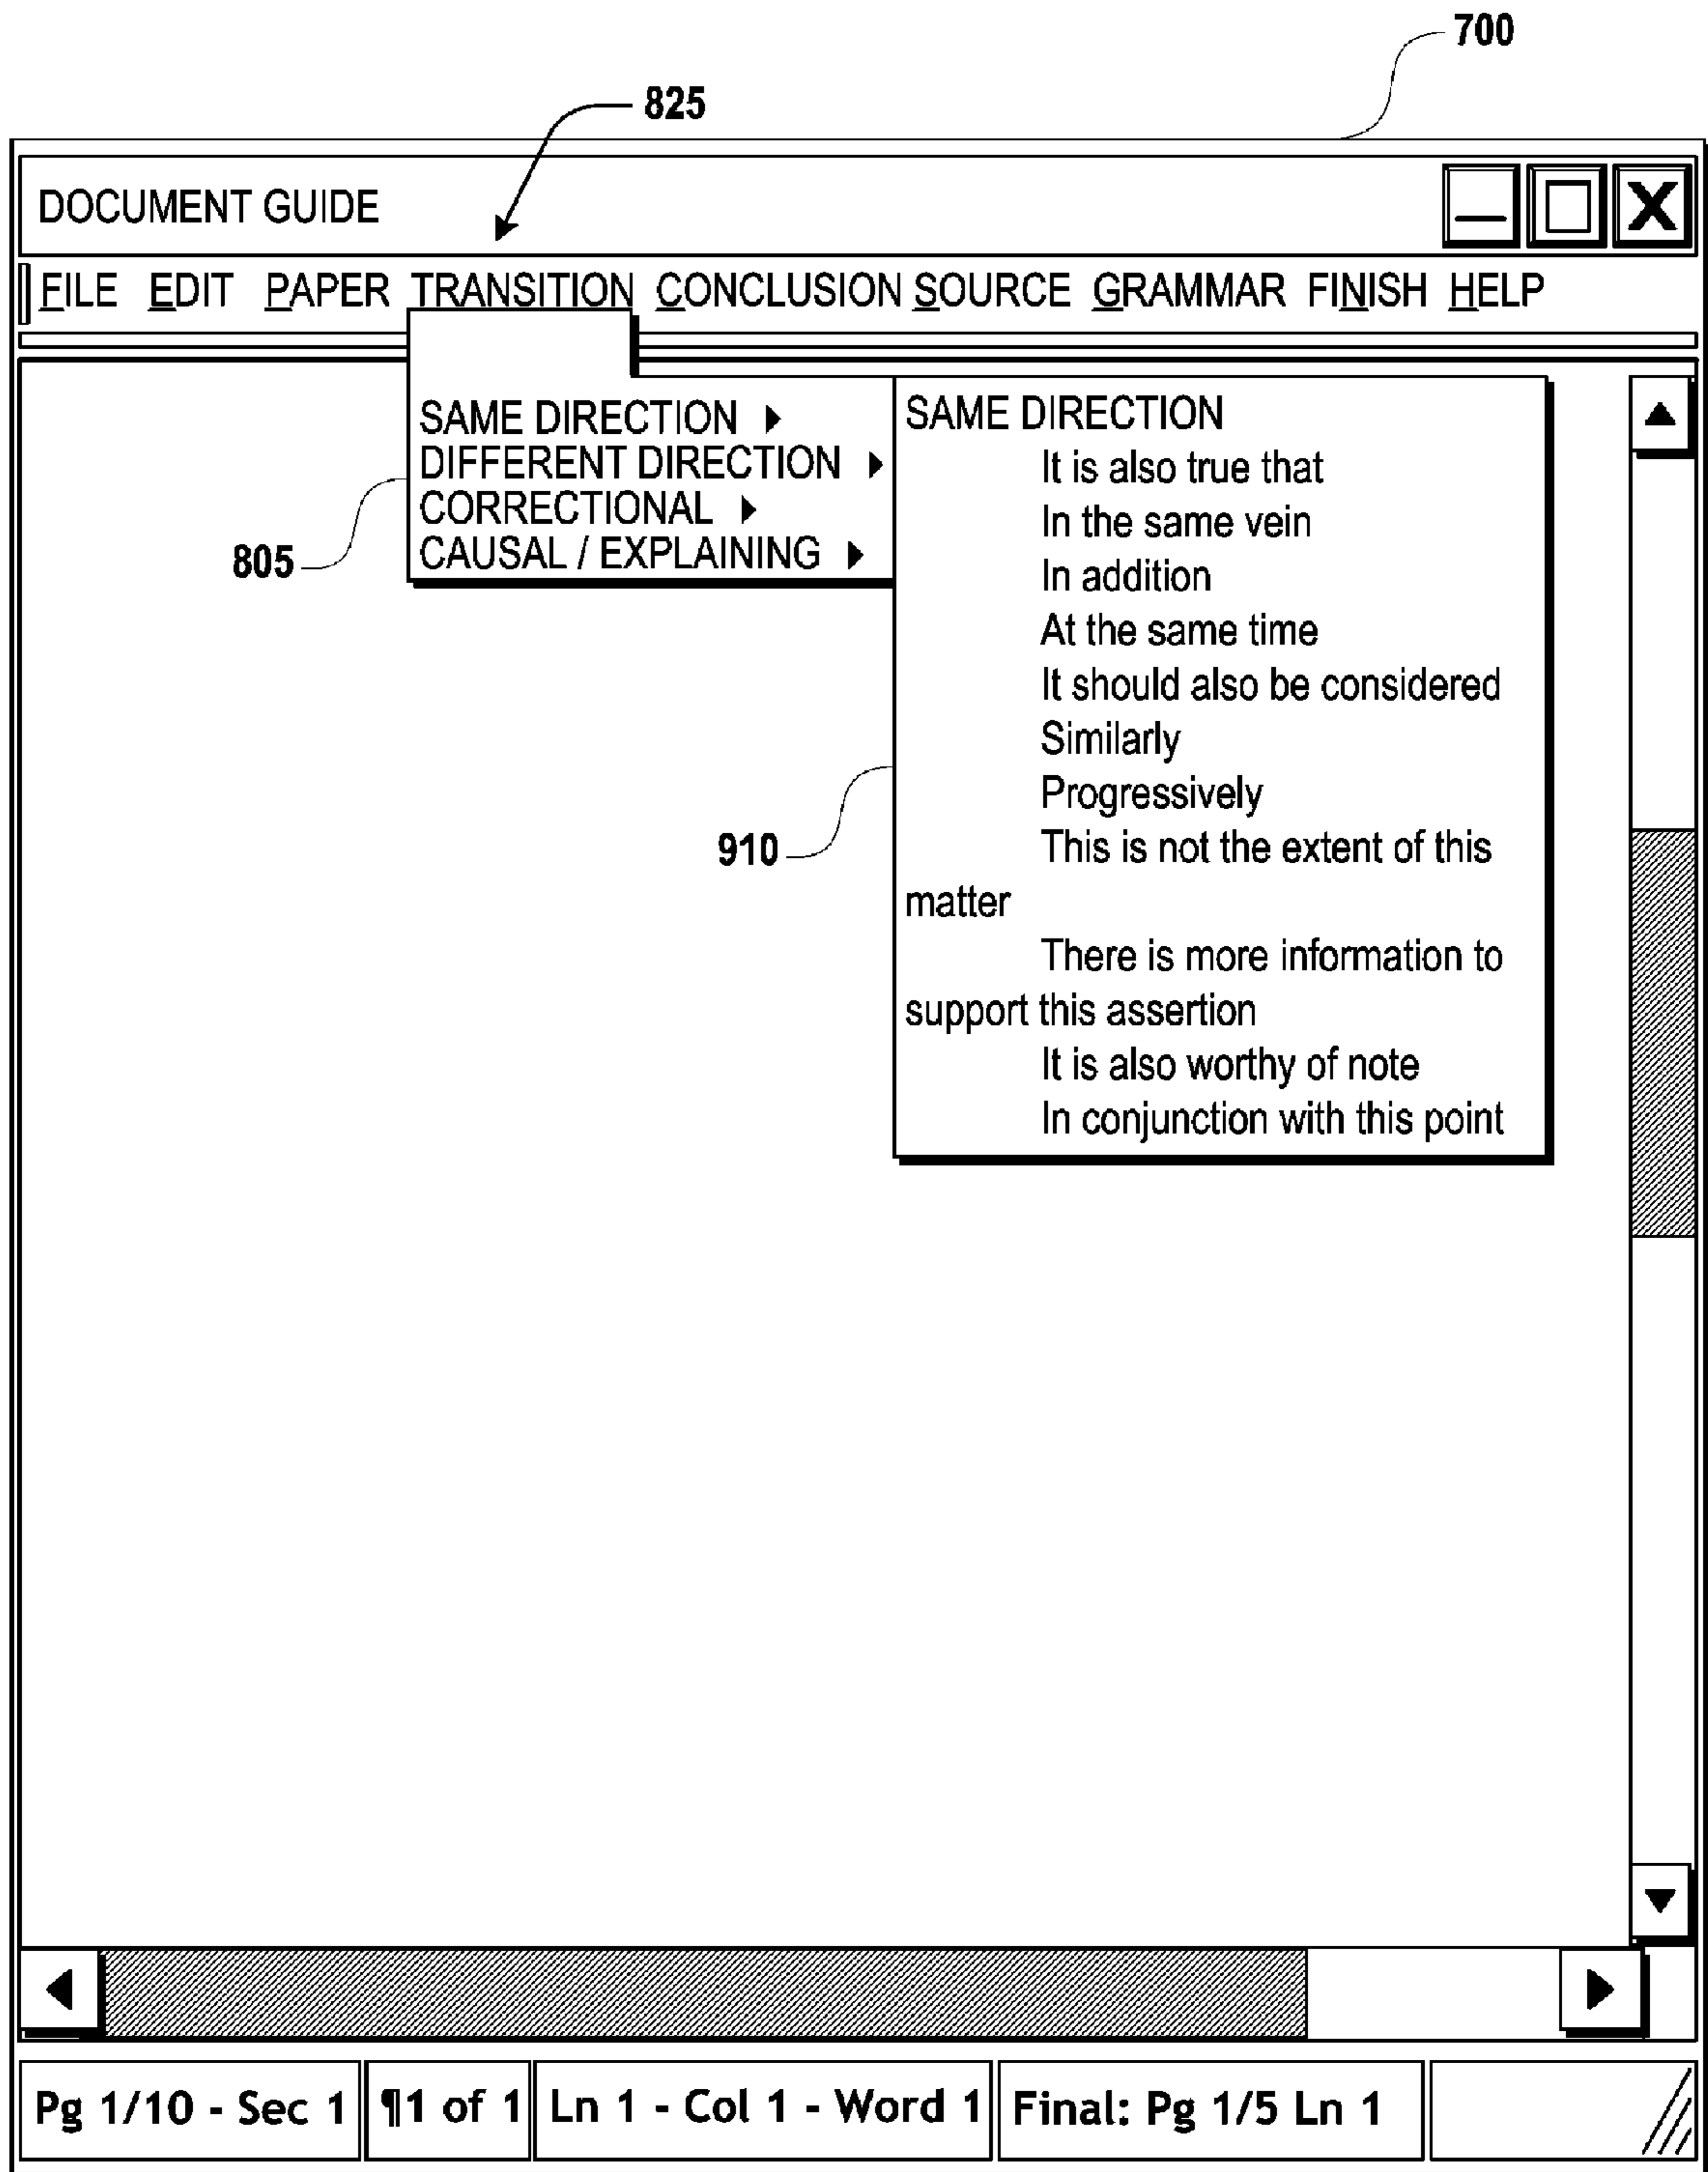 700
825
DOCUMENT GUIDE
FILE EDIT PAPER TRANSITION CONCLUSION SOURCE GRAMMAR FINISH HELP
SAME DIRECTION
DIFFERENT DIRECTION
CORRECTIONAL
CAUSAL / EXPLAINING
805
SAME DIRECTION
It is also true that
In the same vein
In addition
At the same time
It should also be considered
Similarly
Progressively
This is not the extent of this
matter
There is more information to
support this assertion
It is also worthy of note
In conjunction with this point
910
Pg 1/10 - Sec 1 ¶1 of 1 Ln 1 - Col 1 - Word 1 Final: Pg 1/5 Ln 1